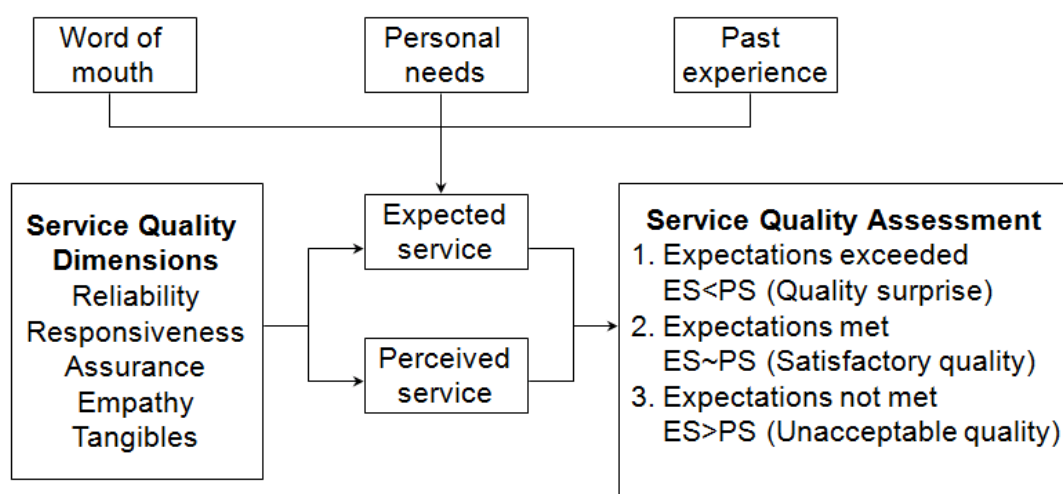 Word of
mouth
Personal
needs
Past
experience
Service Quality
Dimensions
Reliability
Responsiveness
Assurance
Empathy
Tangibles
Expected
service
Perceived
service
Service Quality Assessment
1. Expectations exceeded
ES<PS (Quality surprise)
2. Expectations met
ES~PS (Satisfactory quality)
3. Expectations not met
ES>PS (Unacceptable quality)